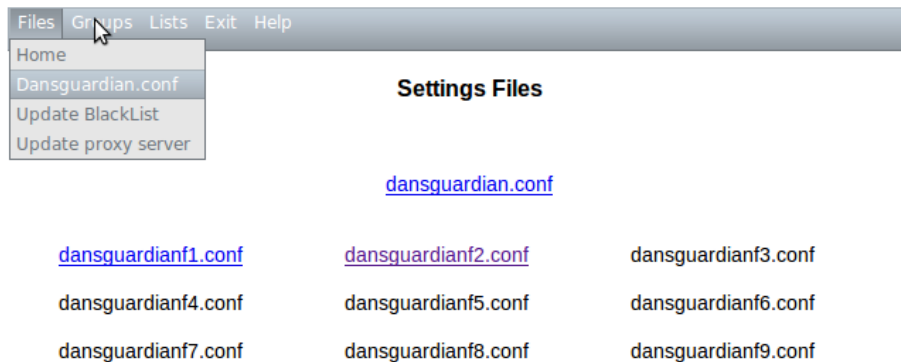 Files Groups Lists Exit Help
Home
Dansguardian.conf
Update BlackList
Update proxy server
Settings Files
dansguardian.conf
dansguardianf1.conf dansguardianf2.conf dansguardianf3.conf
dansguardianf4.conf dansguardianf5.conf dansguardianf6.conf
dansguardianf7.conf dansguardianf8.conf dansguardianf9.conf